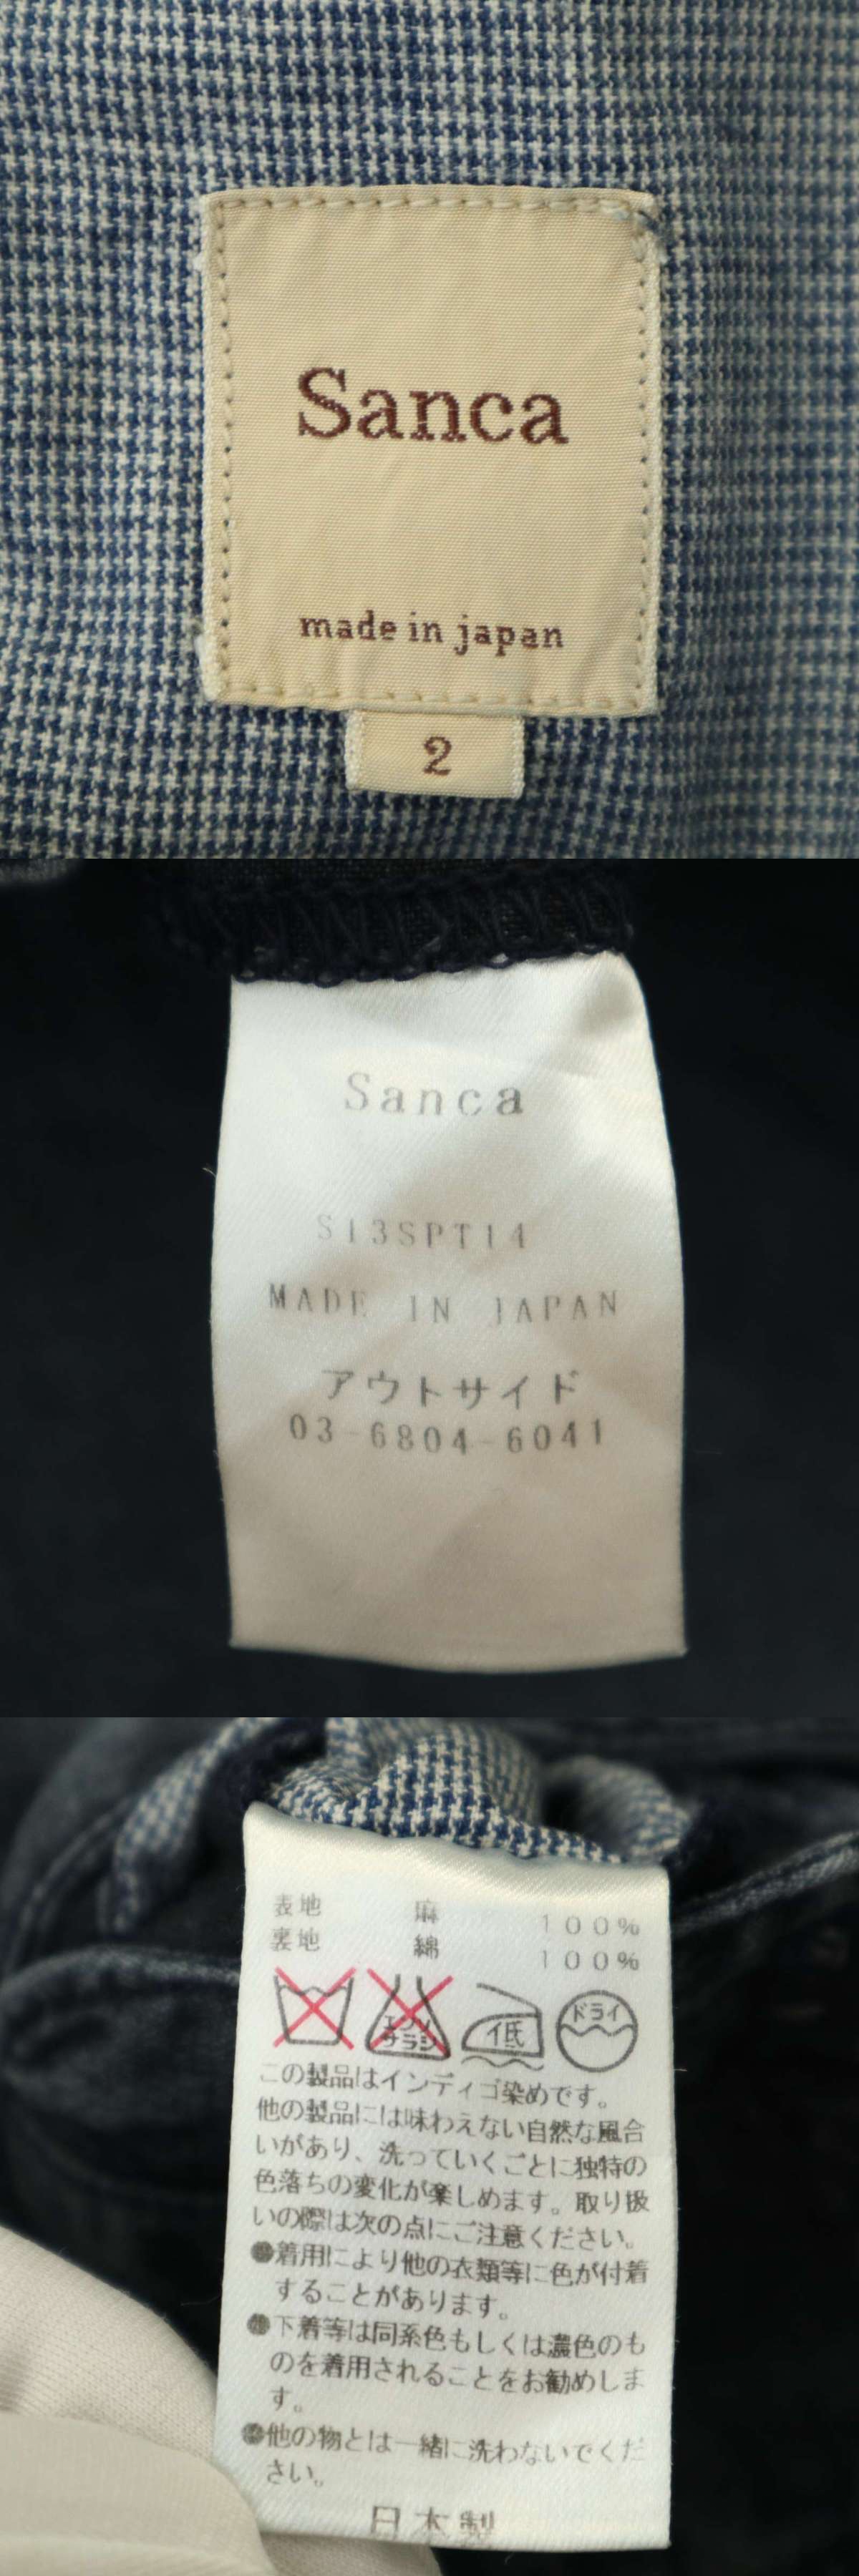 Sanca
made in japan
2
Sanca
S13SPT14
MADE IN JAPAN
アウトサイド
03-6804-6041
表地 麻 100%
裏地 綿 100%
エンソ
サラシ
低
ドライ
この製品はインディゴ染めです。
他の製品には味わえない自然な風合
いがあり、洗っていくごとに独特の
色落ちの変化が楽しめます。取り扱
いの際は次の点にご注意ください。
●着用により他の衣類等に色が付着
することがあります。
●下着等は同系色もしくは濃色のも
のを着用されることをお勧めしま
す。
●他の物とは一緒に洗わないでくだ
さい。
日本製